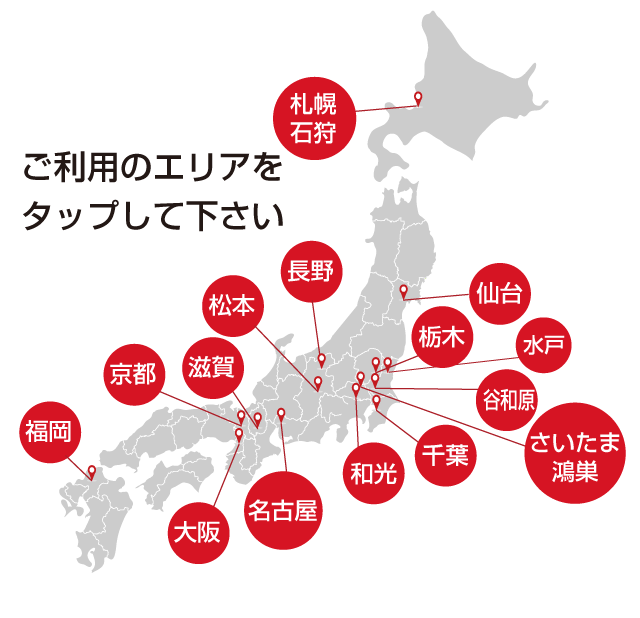 札幌
石狩
ご利用のエリアを
タップして下さい
長野
仙台
松本
栃木
水戸
滋賀
京都
谷和原
福岡
さいたま
鴻巣
千葉
和光
名古屋
大阪